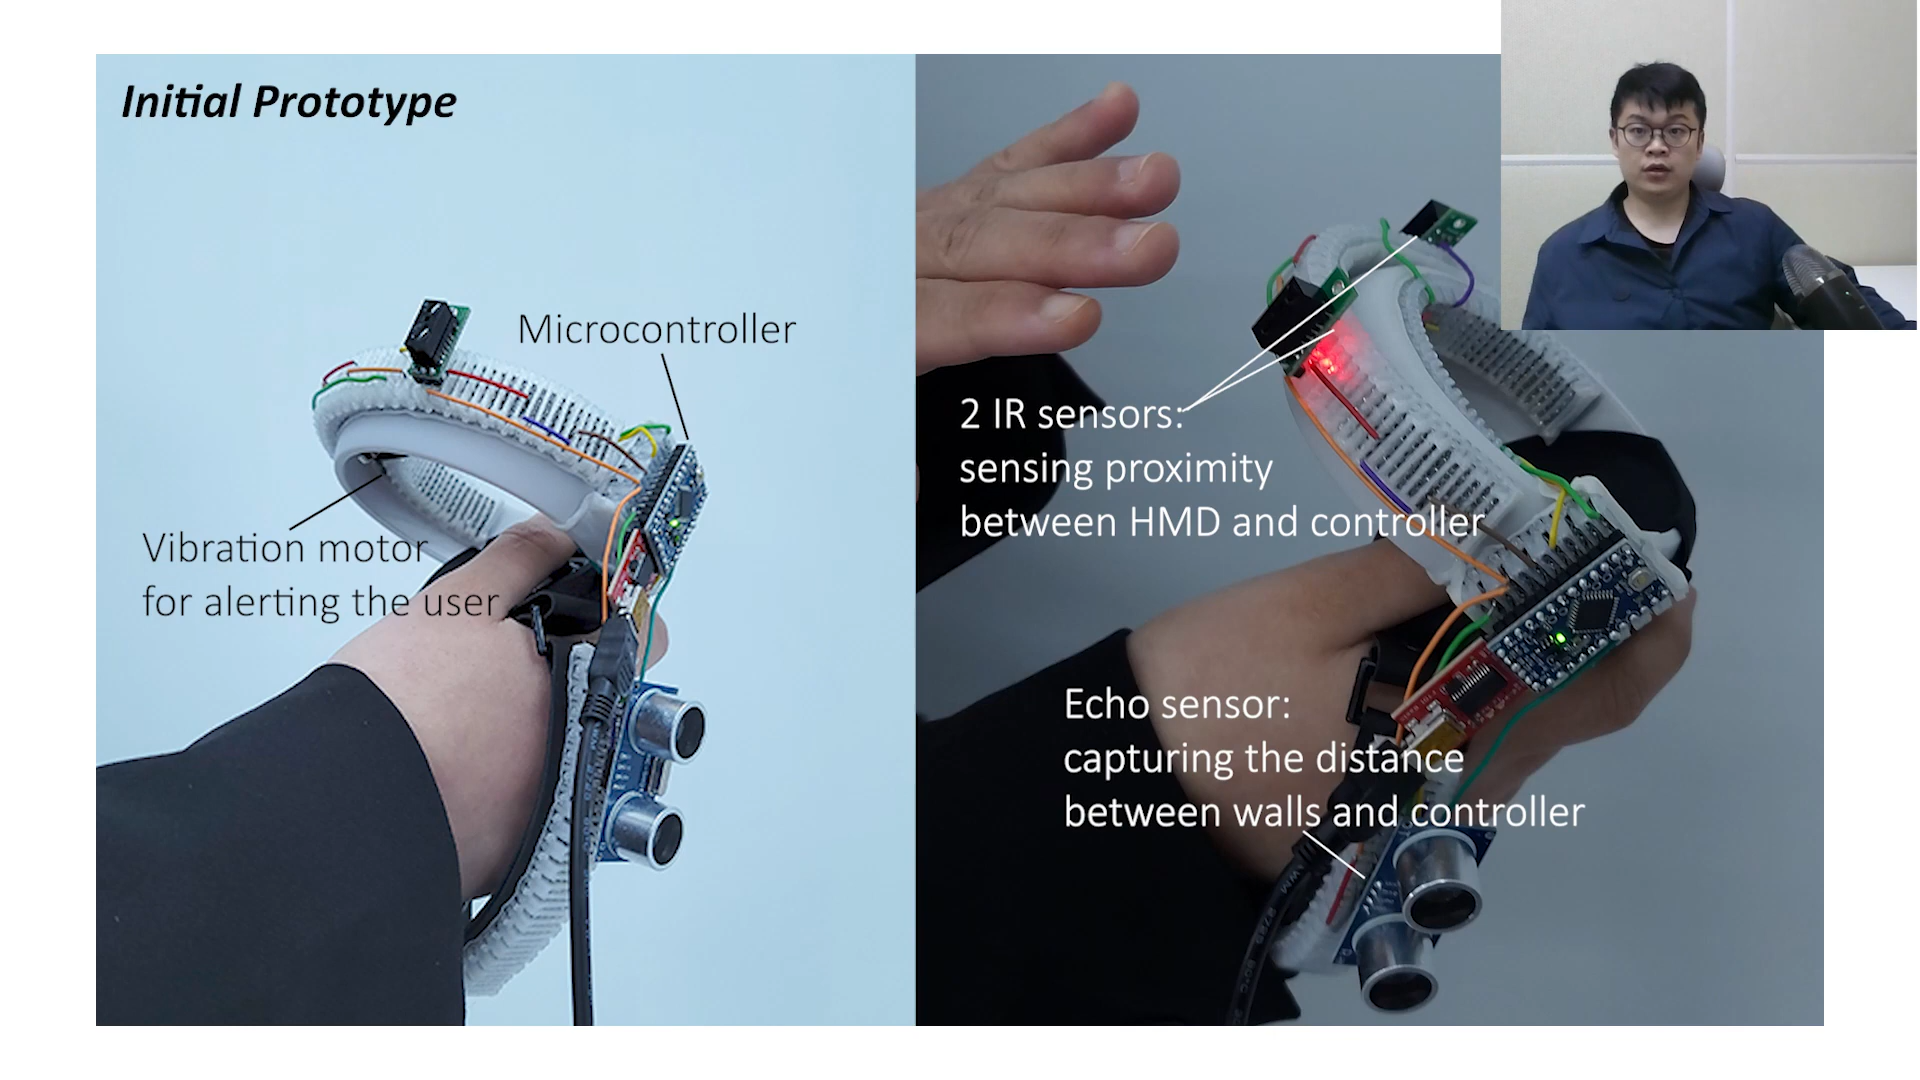 Initial Prototype
Microcontroller
Vibration motor
for alerting the user
2 IR sensors:
sensing proximity
between HMD and controller
Echo sensor:
capturing the distance
between walls and controller